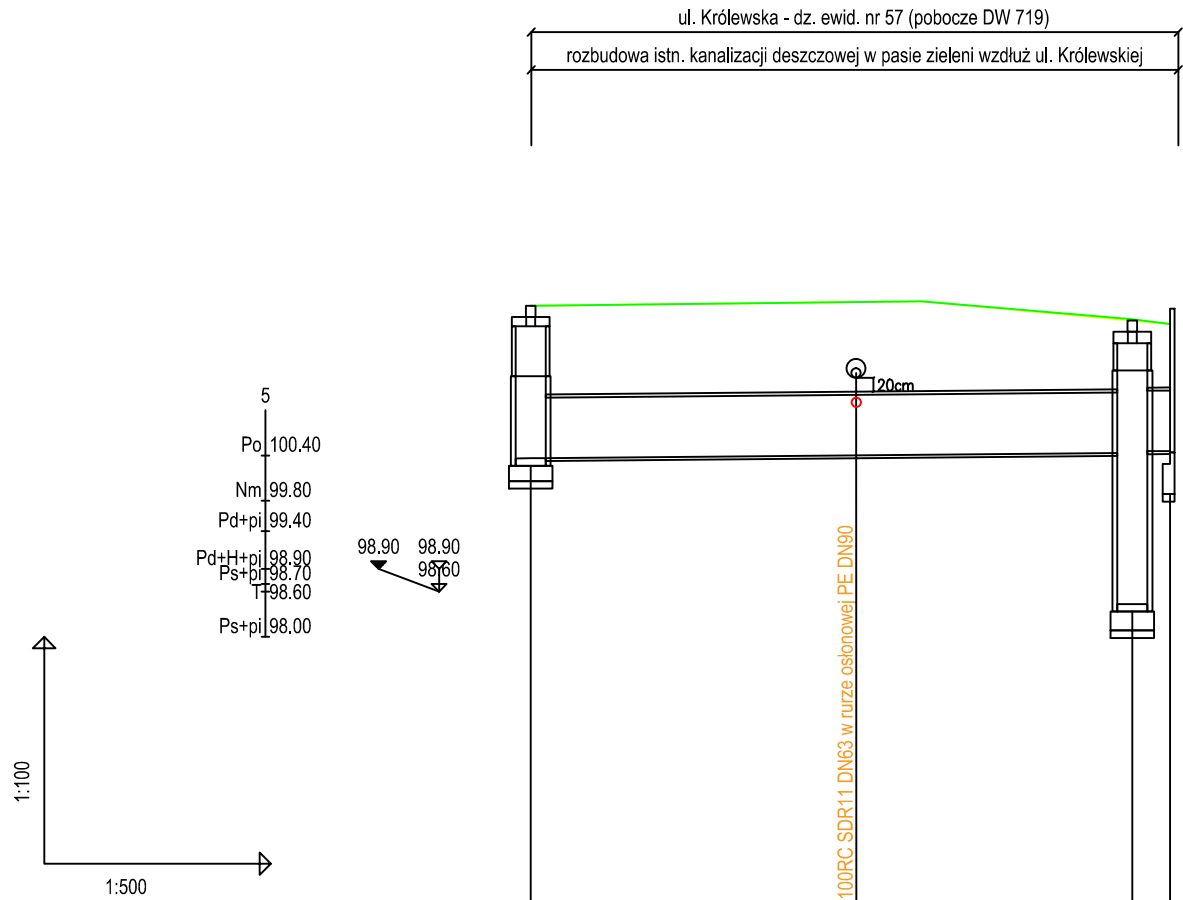 ul. Królewska - dz. ewid. nr 57 (pobocze DW 719)
rozbudowa istn. kanalizacji deszczowej w pasie zieleni wzdłuż ul. Królewskiej
20cm
5
Po 100.40
Nm 99.80
Pd+pi 99.40
Pd+H+pi 98.90
Ps+pi 98.70
T 98.60
Ps+pi 98.00
98.90 98.90
98.60
100RC SDR11 DN63 w rurze osłonowej PE DN90
1:100
1:500